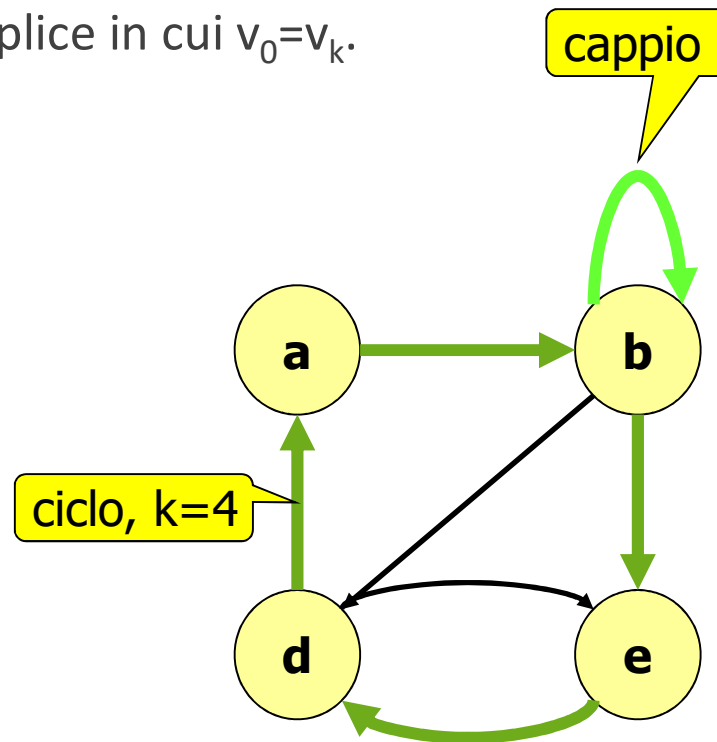 plice in cui v₀=vₖ.
cappio
a
b
ciclo, k=4
d
e